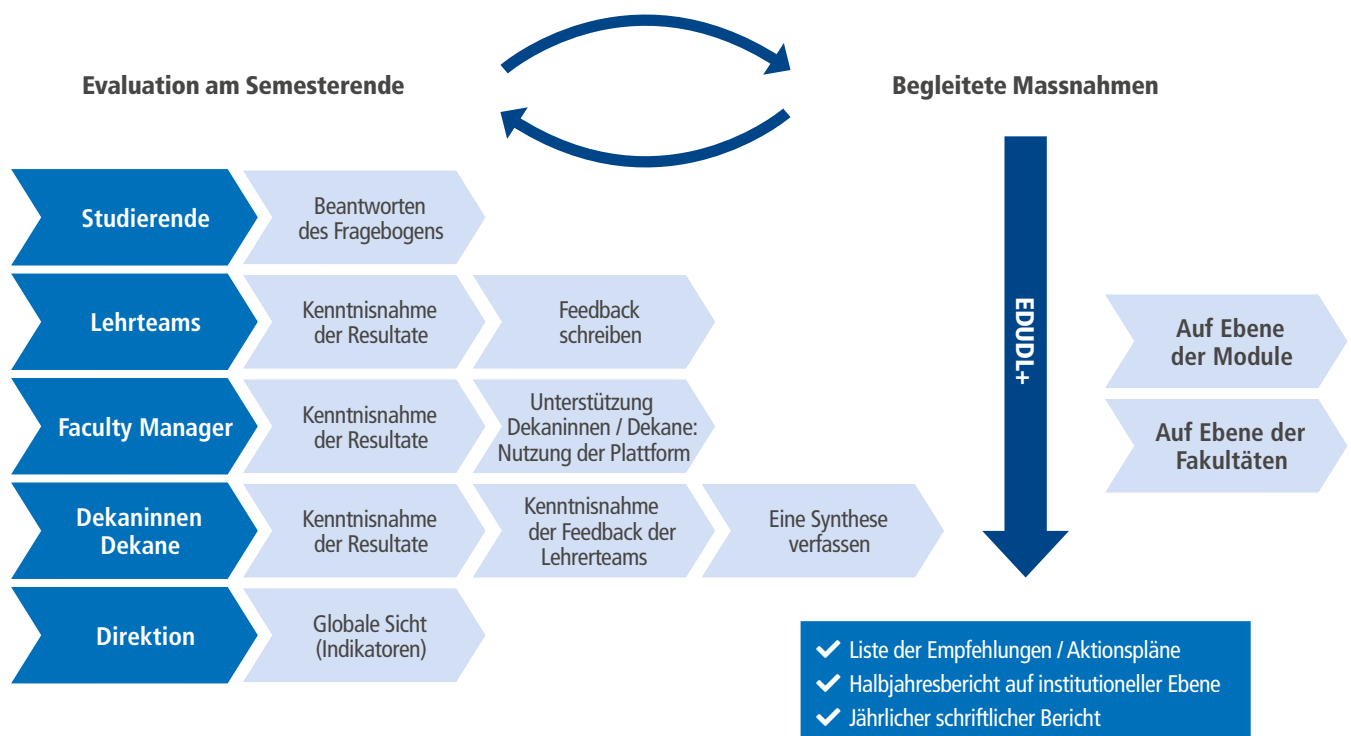 Evaluation am Semesterende
Begleitete Massnahmen
Studierende
Beantworten
des Fragebogens
Lehrteams
Kenntnisnahme
der Resultate
Feedback
schreiben
Faculty Manager
Kenntnisnahme
der Resultate
Unterstützung
Dekaninnen / Dekane:
Nutzung der Plattform
Dekaninnen
Dekane
Kenntnisnahme
der Resultate
Kenntnisnahme
der Feedback der
Lehrerteams
Eine Synthese
verfassen
Direktion
Globale Sicht
(Indikatoren)
EDUDL+
Auf Ebene
der Module
Auf Ebene der
Fakultäten
✔ Liste der Empfehlungen / Aktionspläne
✔ Halbjahresbericht auf institutioneller Ebene
✔ Jährlicher schriftlicher Bericht